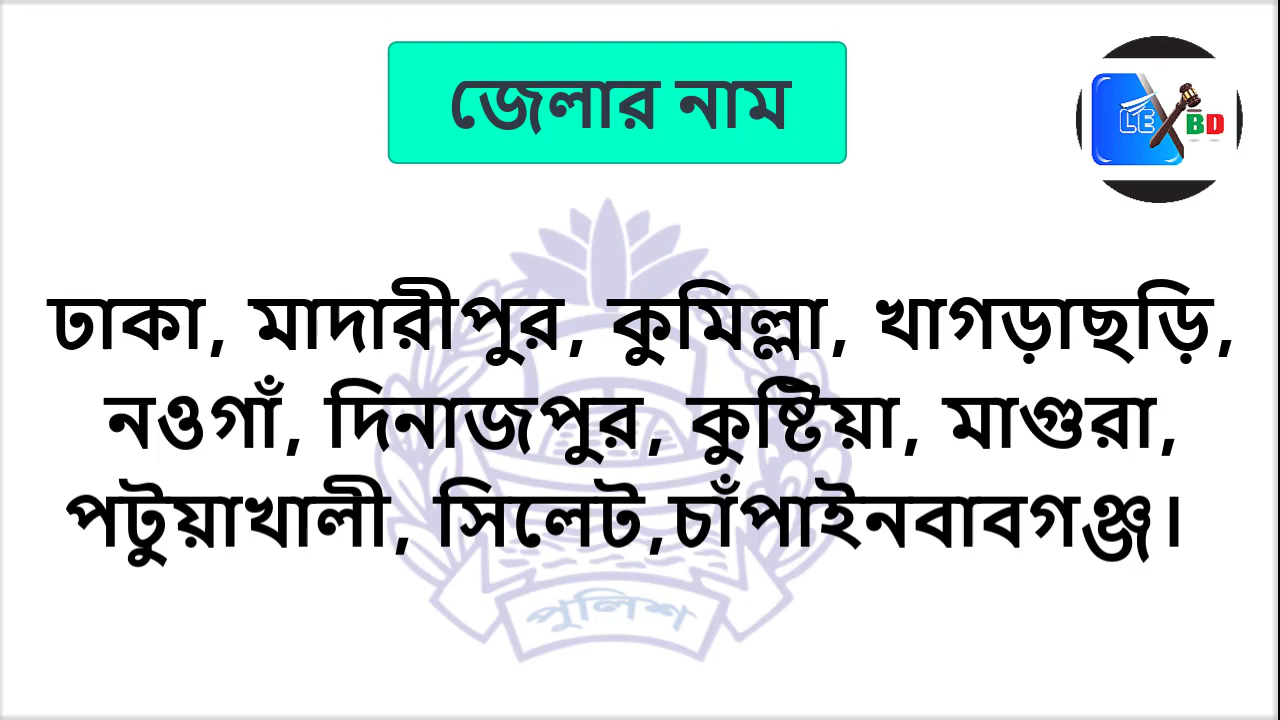 জেলার নাম
LEX BD
ঢাকা, মাদারীপুর, কুমিল্লা, খাগড়াছড়ি,
নওগাঁ, দিনাজপুর, কুষ্টিয়া, মাগুরা,
পটুয়াখালী, সিলেট,চাঁপাইনবাবগঞ্জ।
পুলিশ